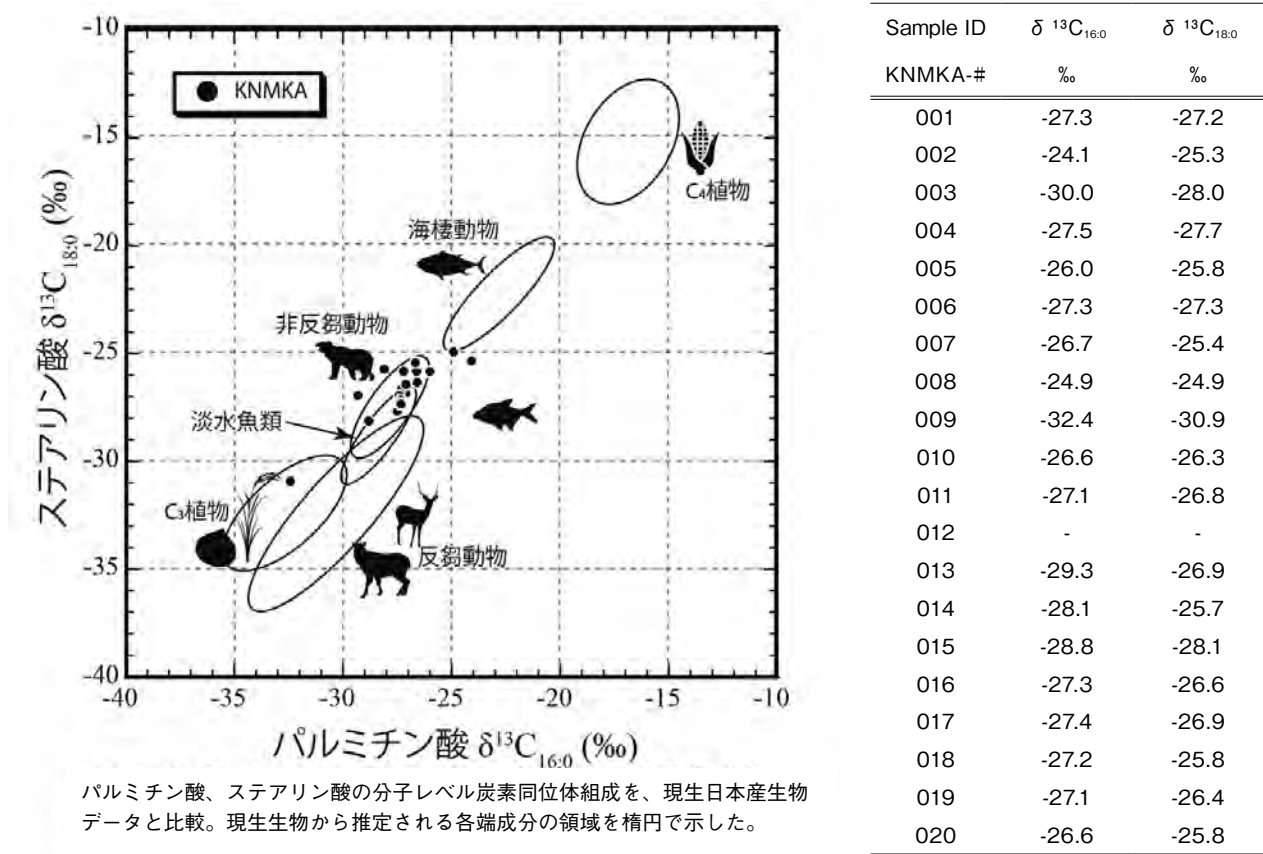 -10
-15
-20
-25
-30
-35
-40
-40 -35 -30 -25 -20 -15 -10
ステアリン酸 δ¹³C₁₈:₀ (‰)
KNMKA
C₄植物
海棲動物
非反芻動物
淡水魚類
C₃植物
反芻動物
パルミチン酸 δ¹³C₁₆:₀ (‰)
パルミチン酸、ステアリン酸の分子レベル炭素同位体組成を、現生日本産生物
データと比較。現生生物から推定される各端成分の領域を楕円で示した。
Sample ID δ ¹³C₁₆:₀ δ ¹³C₁₈:₀
KNMKA-# ‰ ‰
001 -27.3 -27.2
002 -24.1 -25.3
003 -30.0 -28.0
004 -27.5 -27.7
005 -26.0 -25.8
006 -27.3 -27.3
007 -26.7 -25.4
008 -24.9 -24.9
009 -32.4 -30.9
010 -26.6 -26.3
011 -27.1 -26.8
012 - -
013 -29.3 -26.9
014 -28.1 -25.7
015 -28.8 -28.1
016 -27.3 -26.6
017 -27.4 -26.9
018 -27.2 -25.8
019 -27.1 -26.4
020 -26.6 -25.8